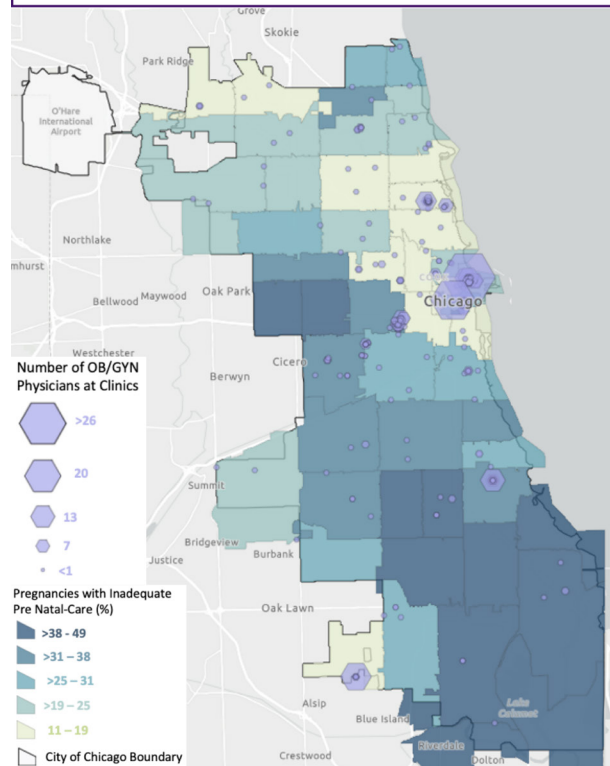 Grove
Skokie
Park Ridge
O'Hare
International
Airport
Northlake
mhurst
Bellwood
Maywood
Oak Park
Chicago
Westchester
Cicero
Berwyn
Number of OB/GYN
Physicians at Clinics
>26
20
13
7
<1
Summit
Bridgeview
Justice
Burbank
Pregnancies with Inadequate
Pre Natal-Care (%)
>38 - 49
>31 – 38
>25 – 31
>19 – 25
11 – 19
City of Chicago Boundary
Oak Lawn
Alsip
Blue Island
Lake
Calumet
Riverdale
Crestwood
Dolton